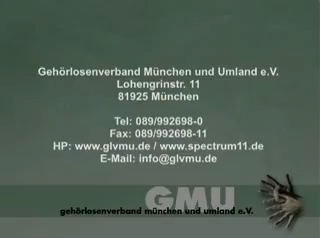 Gehörlosenverband München und Umland e.V.
Lohengrinstr. 11
81925 München
Tel: 089/992698-0
Fax: 089/992698-11
HP: www.glvmu.de / www.spectrum11.de
E-Mail: info@glvmu.de
GMU
gehörlosenverband münchen und umland e.V.